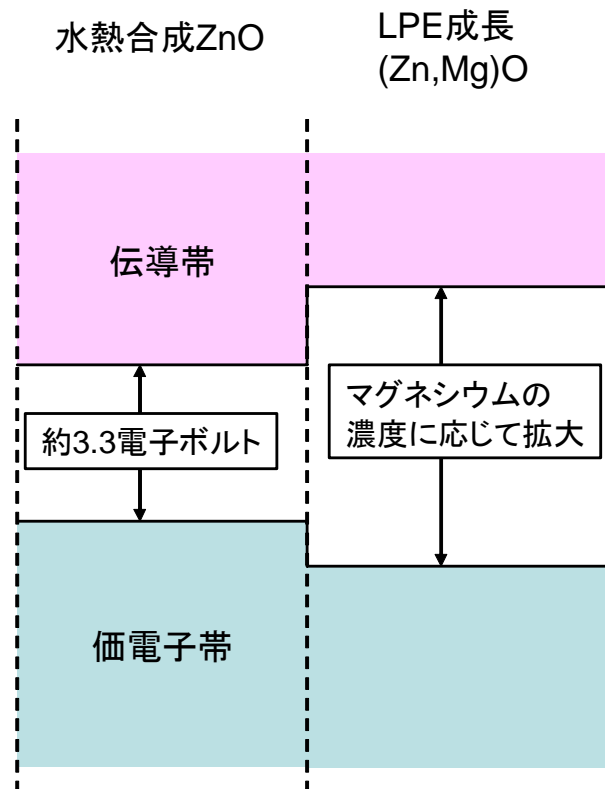 水熱合成ZnO
LPE成長
(Zn,Mg)O
伝導帯
約3.3電子ボルト
マグネシウムの
濃度に応じて拡大
価電子帯